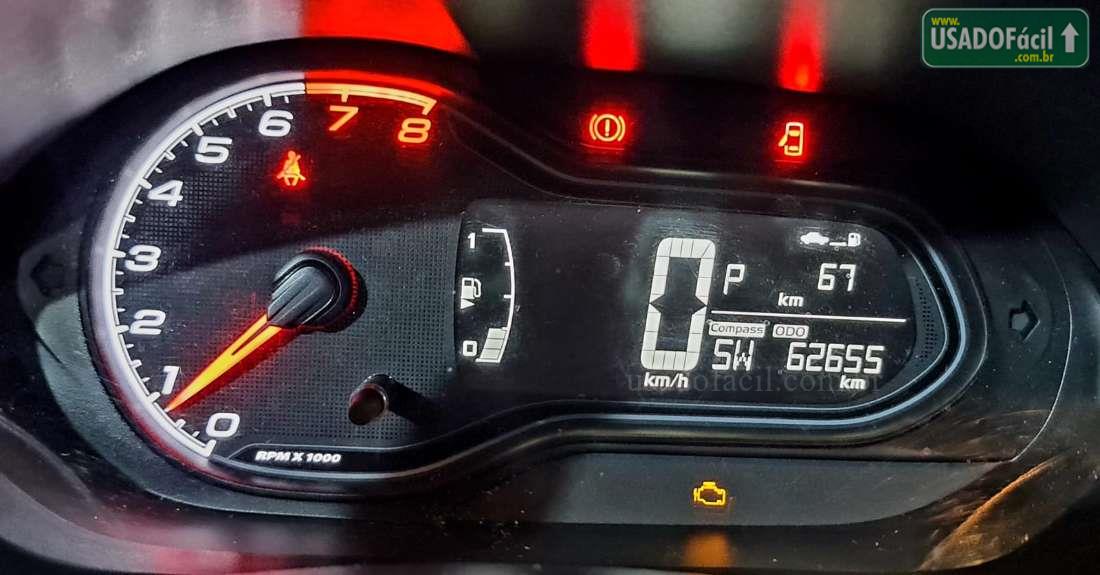 www.
USADOFácil
.com.br
8
7
6
5
4
3
2
1
0
RPM X 1000
1
0
0
km/h
P 67
km
Compass ODO
SW 62655
km
usadofacil.com.br